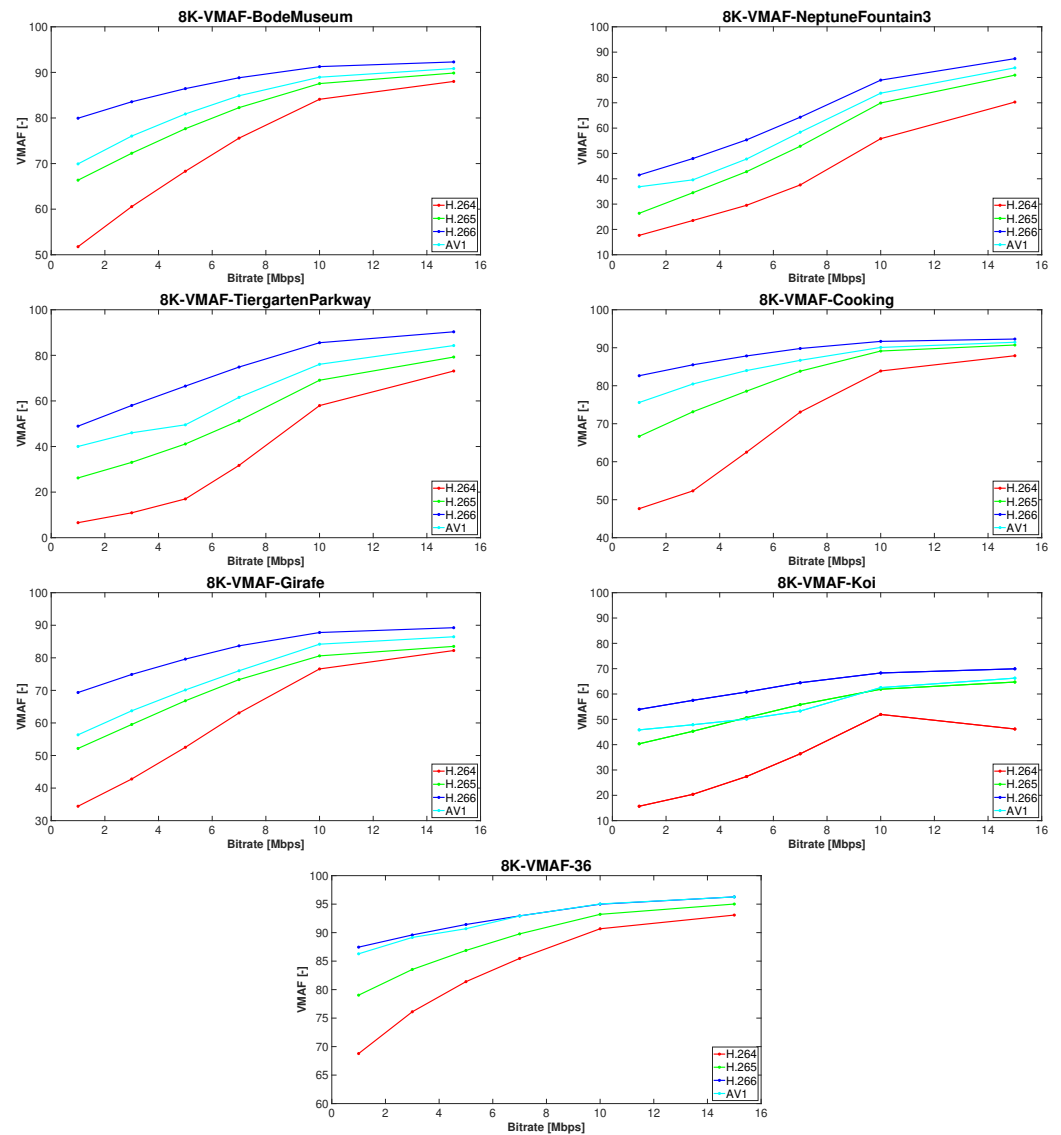 8K-VMAF-BodeMuseum
100
90
80
70
60
50
VMAF [-]
0 2 4 6 8 10 12 14 16
Bitrate [Mbps]
H.264
H.265
H.266
AV1
8K-VMAF-NeptuneFountain3
100
90
80
70
60
50
40
30
20
10
VMAF [-]
0 2 4 6 8 10 12 14 16
Bitrate [Mbps]
H.264
H.265
H.266
AV1
8K-VMAF-TiergartenParkway
100
80
60
40
20
0
VMAF [-]
0 2 4 6 8 10 12 14 16
Bitrate [Mbps]
H.264
H.265
H.266
AV1
8K-VMAF-Cooking
100
90
80
70
60
50
40
VMAF [-]
0 2 4 6 8 10 12 14 16
Bitrate [Mbps]
H.264
H.265
H.266
AV1
8K-VMAF-Girafe
100
90
80
70
60
50
40
30
VMAF [-]
0 2 4 6 8 10 12 14 16
Bitrate [Mbps]
H.264
H.265
H.266
AV1
8K-VMAF-Koi
100
90
80
70
60
50
40
30
20
10
VMAF [-]
0 2 4 6 8 10 12 14 16
Bitrate [Mbps]
H.264
H.265
H.266
AV1
8K-VMAF-36
100
95
90
85
80
75
70
65
60
VMAF [-]
0 2 4 6 8 10 12 14 16
Bitrate [Mbps]
H.264
H.265
H.266
AV1